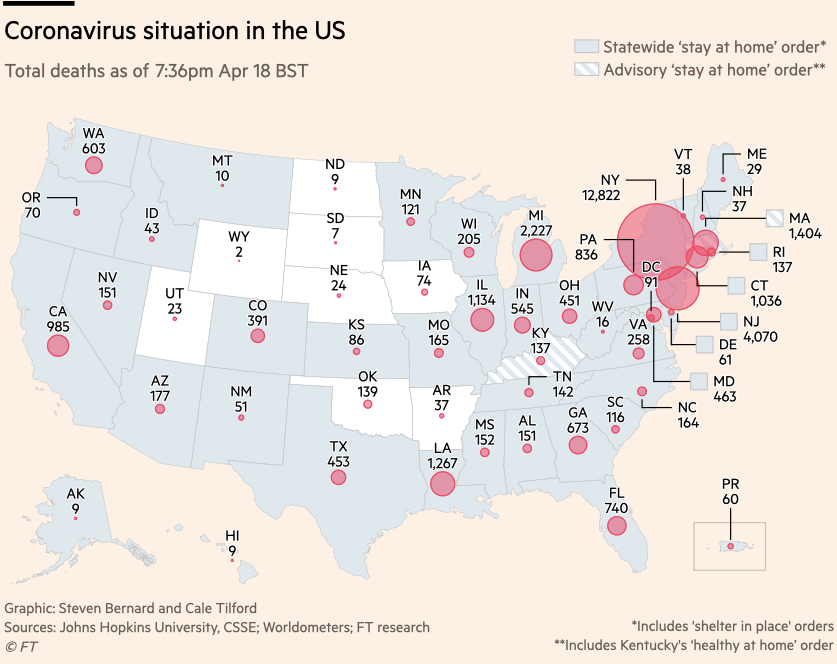 Coronavirus situation in the US
Total deaths as of 7:36pm Apr 18 BST
Statewide ‘stay at home’ order*
Advisory ‘stay at home’ order**
WA
603
OR
70
MT
10
ID
43
ND
9
SD
7
WY
2
NE
24
MN
121
WI
205
MI
2,227
NY
12,822
VT
38
ME
29
NH
37
MA
1,404
RI
137
CT
1,036
NJ
4,070
DE
61
MD
463
DC
91
PA
836
NV
151
UT
23
CO
391
CA
985
IA
74
IL
1,134
IN
545
OH
451
WV
16
VA
258
KY
137
KS
86
MO
165
TN
142
NC
164
AZ
177
NM
51
OK
139
AR
37
SC
116
MS
152
AL
151
GA
673
TX
453
LA
1,267
FL
740
AK
9
HI
9
PR
60
Graphic: Steven Bernard and Cale Tilford
Sources: Johns Hopkins University, CSSE; Worldometers; FT research
© FT
*Includes 'shelter in place' orders
**Includes Kentucky's ‘healthy at home’ order